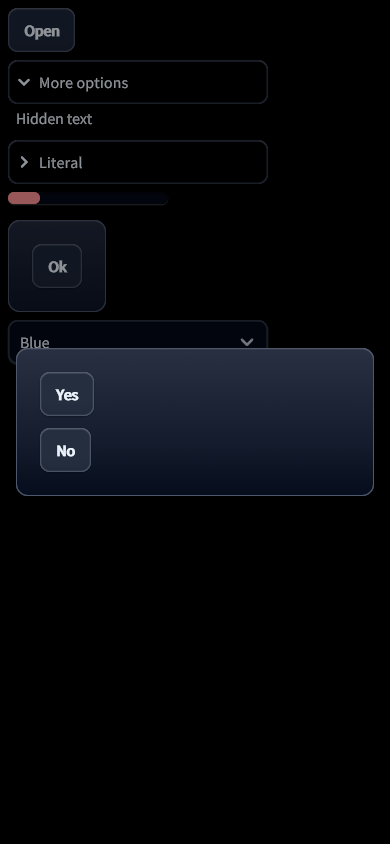 Open
More options
Hidden text
Literal
Ok
Blue
Yes
No